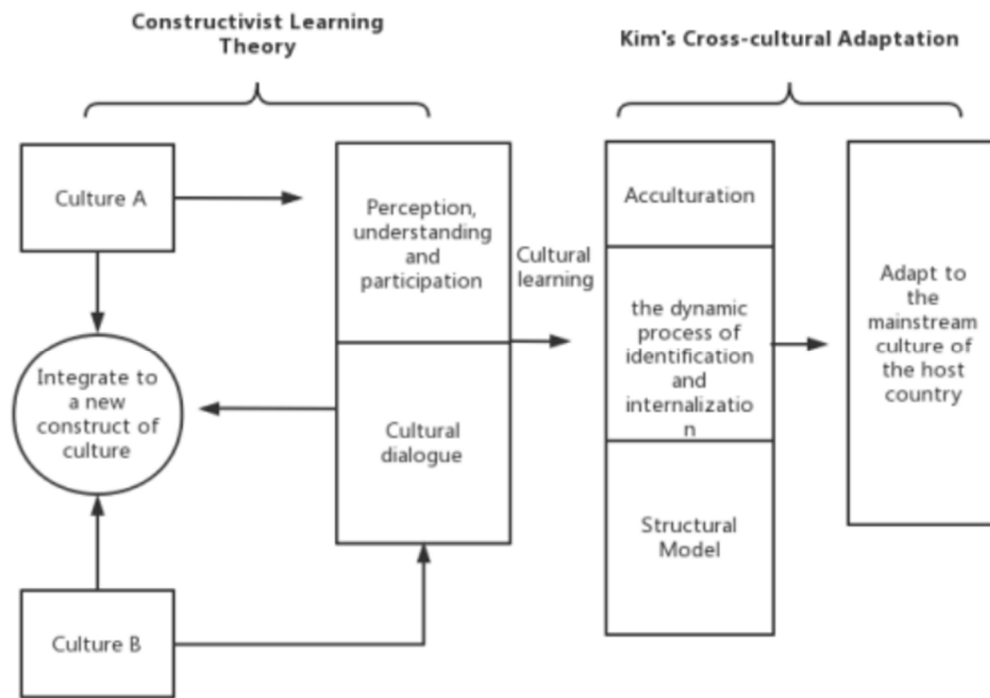 Constructivist Learning
Theory
Kim's Cross-cultural Adaptation
Culture A
Perception,
understanding
and
participation
Cultural
learning
Acculturation
the dynamic
process of
identification
and
internalizatio
n
Adapt to
the
mainstream
culture of
the host
country
Integrate to
a new
construct of
culture
Cultural
dialogue
Structural
Model
Culture B